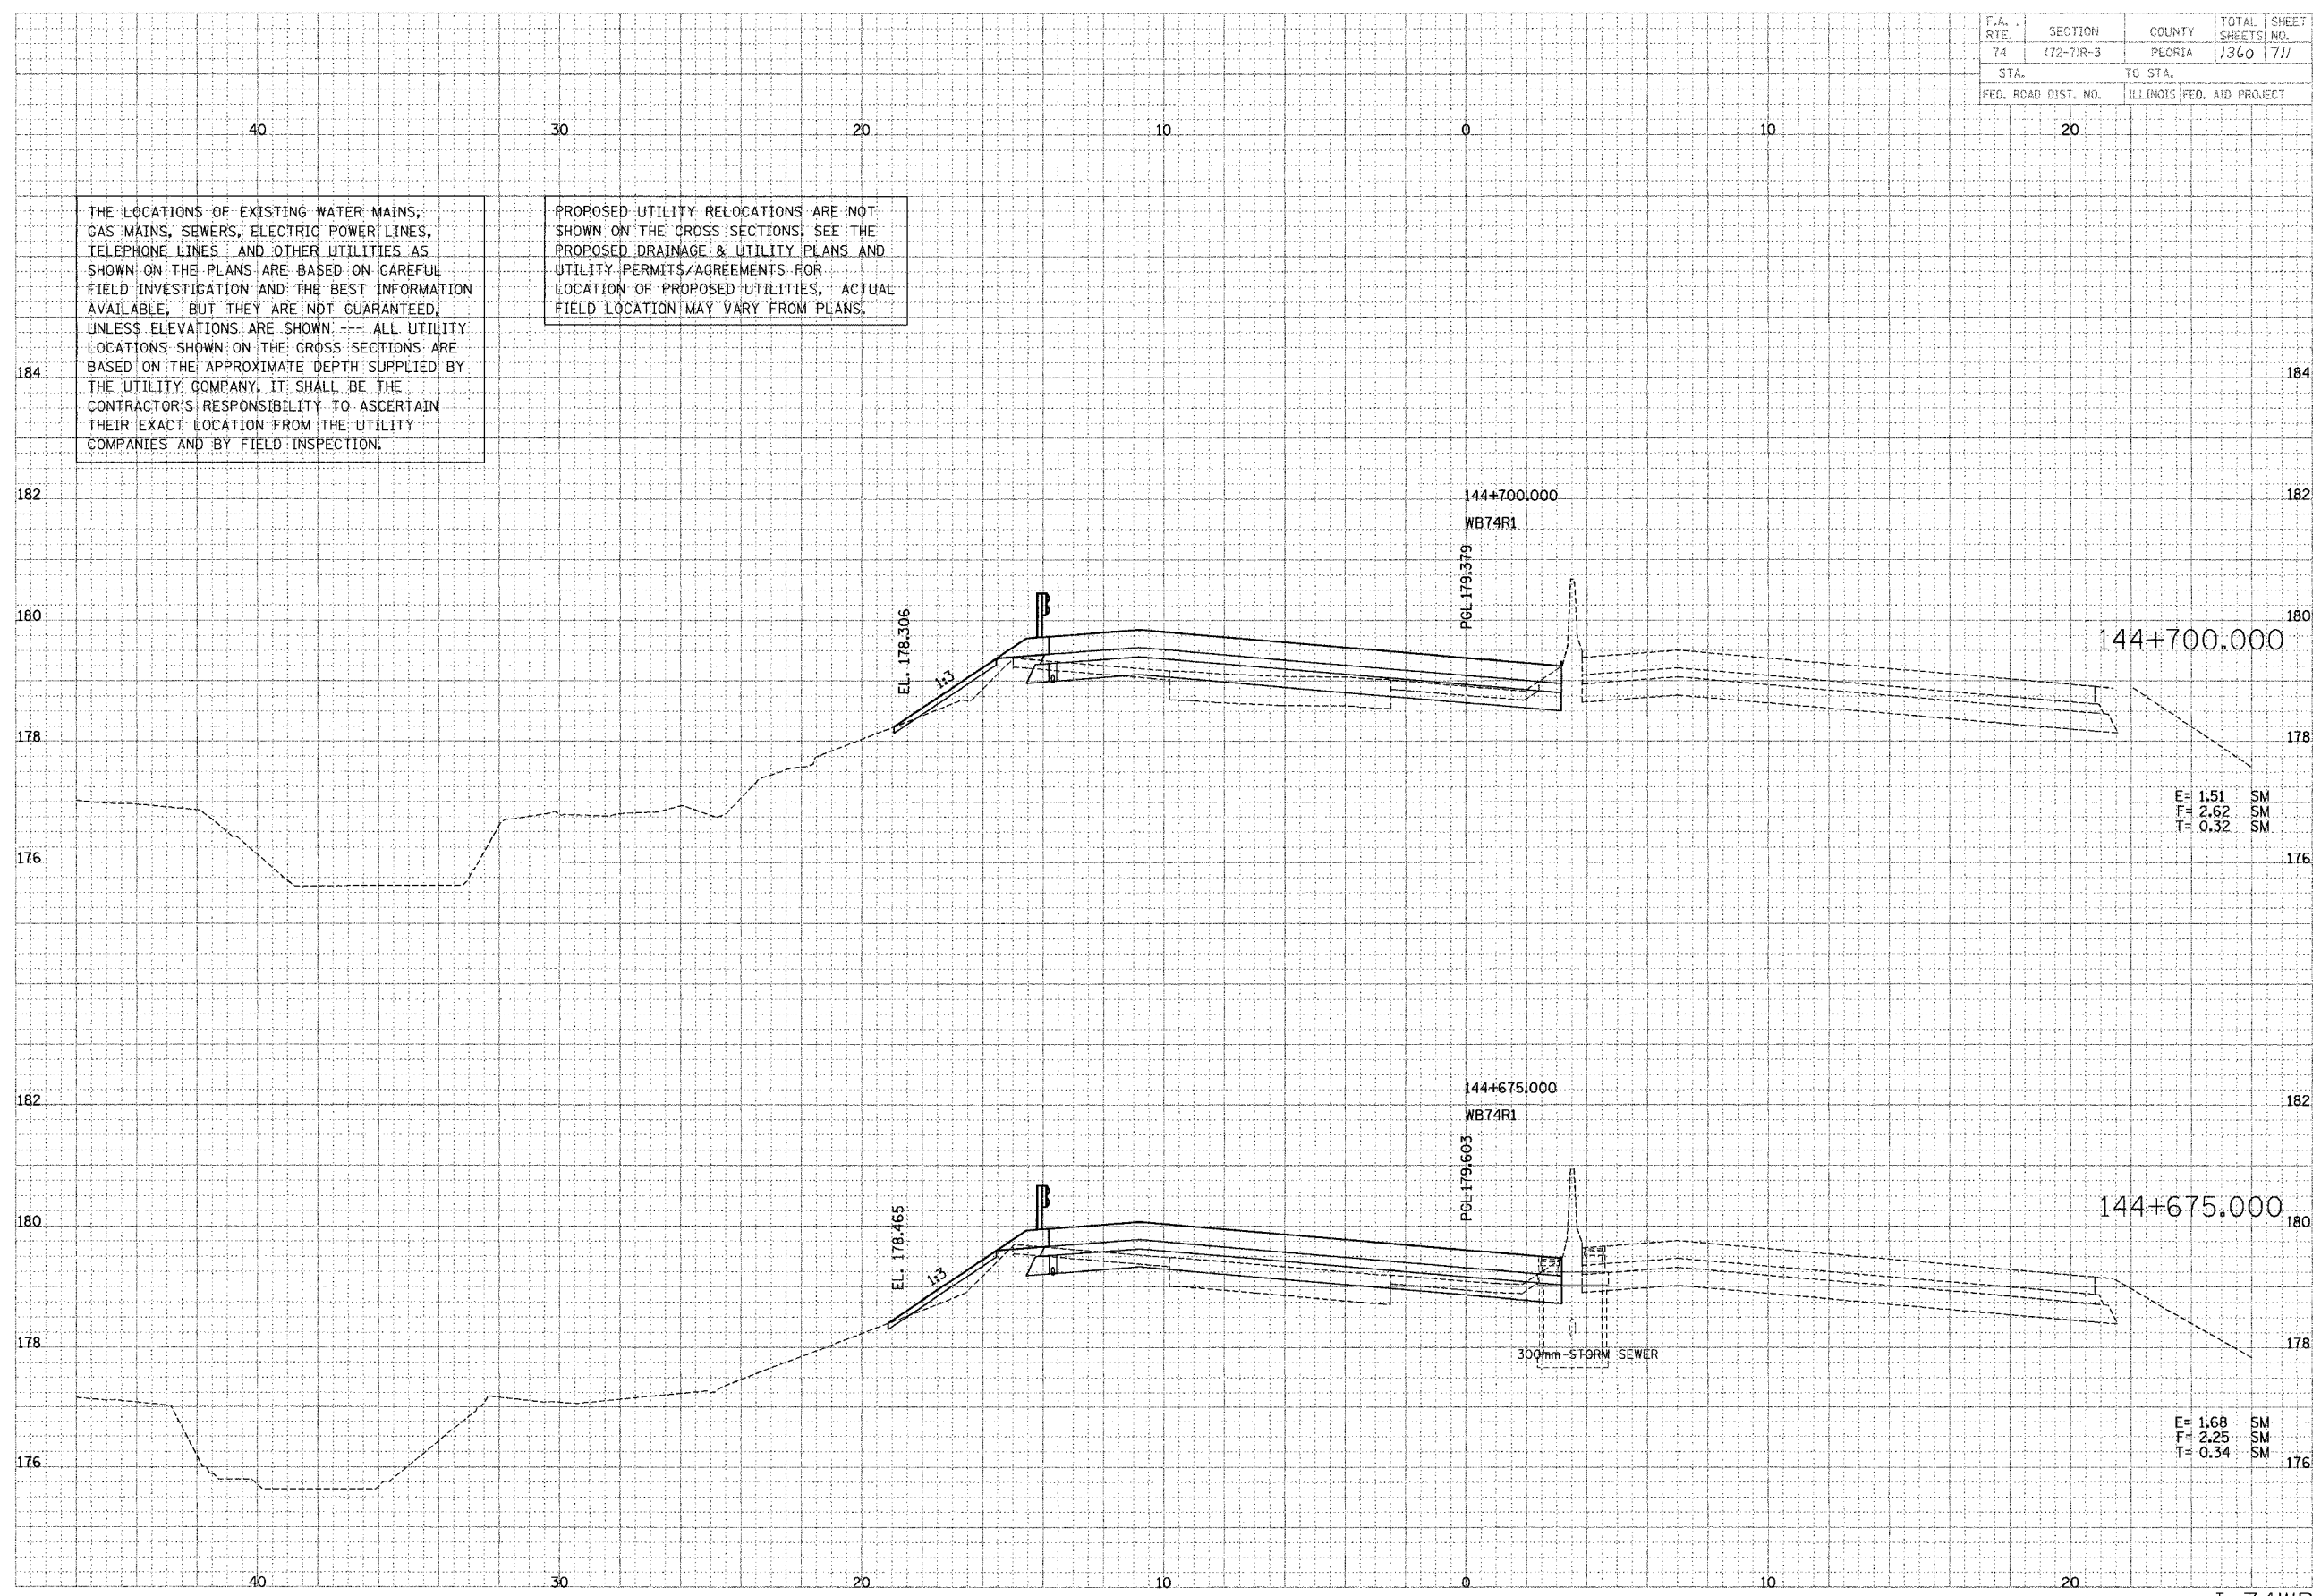 F.A. RTE. SECTION COUNTY TOTAL SHEETS SHEET NO.
74 (72-7)R-3 PEORIA 1360 711
STA. TO STA.
FED. ROAD DIST. NO. ILLINOIS FED. AID PROJECT
40 30 20 10 0 10 20
THE LOCATIONS OF EXISTING WATER MAINS,
GAS MAINS, SEWERS, ELECTRIC POWER LINES,
TELEPHONE LINES AND OTHER UTILITIES AS
SHOWN ON THE PLANS ARE BASED ON CAREFUL
FIELD INVESTIGATION AND THE BEST INFORMATION
AVAILABLE, BUT THEY ARE NOT GUARANTEED,
UNLESS ELEVATIONS ARE SHOWN --- ALL UTILITY
LOCATIONS SHOWN ON THE CROSS SECTIONS ARE
BASED ON THE APPROXIMATE DEPTH SUPPLIED BY
THE UTILITY COMPANY. IT SHALL BE THE
CONTRACTOR'S RESPONSIBILITY TO ASCERTAIN
THEIR EXACT LOCATION FROM THE UTILITY
COMPANIES AND BY FIELD INSPECTION.
PROPOSED UTILITY RELOCATIONS ARE NOT
SHOWN ON THE CROSS SECTIONS. SEE THE
PROPOSED DRAINAGE & UTILITY PLANS AND
UTILITY PERMITS/AGREEMENTS FOR
LOCATION OF PROPOSED UTILITIES, ACTUAL
FIELD LOCATION MAY VARY FROM PLANS.
184 184
182 182
144+700.000
WB74R1
PGL 179.379
EL. 178.306
1:3
180 180
144+700.000
178 178
E= 1.51 SM
F= 2.62 SM
T= 0.32 SM
176 176
182 182
144+675.000
WB74R1
PGL 179.603
EL. 178.465
1:3
144+675.000
180 180
178 178
300mm STORM SEWER
E= 1.68 SM
F= 2.25 SM
T= 0.34 SM
176 176
40 30 20 10 0 10 20